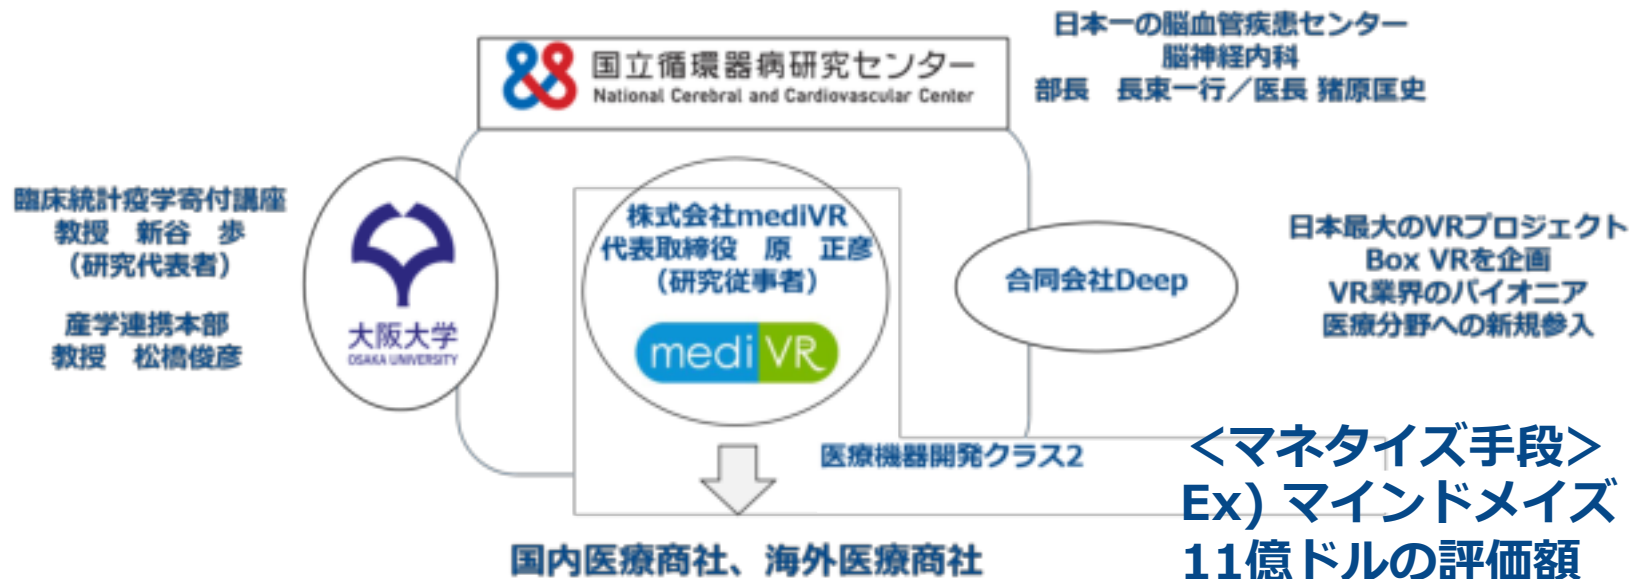 日本一の脳血管疾患センター
脳神経内科
部長 長束一行／医長 猪原匡史
国立循環器病研究センター
National Cerebral and Cardiovascular Center
臨床統計疫学寄付講座
教授 新谷 歩
（研究代表者）
産学連携本部
教授 松橋俊彦
大阪大学
OSAKA UNIVERSITY
株式会社mediVR
代表取締役 原 正彦
（研究従事者）
medi VR
合同会社Deep
日本最大のVRプロジェクト
Box VRを企画
VR業界のパイオニア
医療分野への新規参入
医療機器開発クラス2
国内医療商社、海外医療商社
＜マネタイズ手段＞
Ex) マインドメイズ
11億ドルの評価額